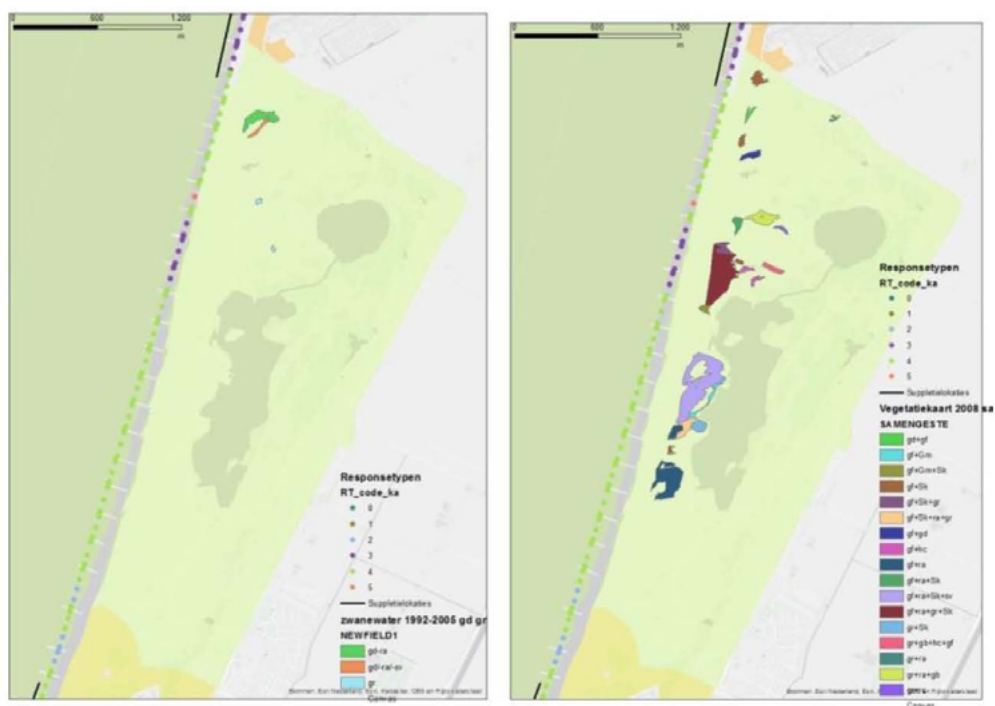 0 600 1.200
m
Responsetypen
RT_code_ka
0
1
2
3
4
5
Suppletielokaties
zwanewater 1992-2005 gd gr
NEWFIELD1
gd-ra
gd/-ra/-sv
gr
0 600 1.200
m
Responsetypen
RT_code_ka
0
1
2
3
4
5
Suppletielokaties
Vegetatiekaart 2008 sa
SAMENGESTE
gd+gf
gf+Gm
gf+Gm+Sk
gf+Sk
gf+Sk+gr
gf+Sk+ra+gr
gf+gd
gf+hc
gf+ra
gf+ra+Sk
gf+ra+Sk+sv
gf+ra+gr+Sk
gr+Sk
gr+gb+hc+gf
gr+ra
gr+ra+gb